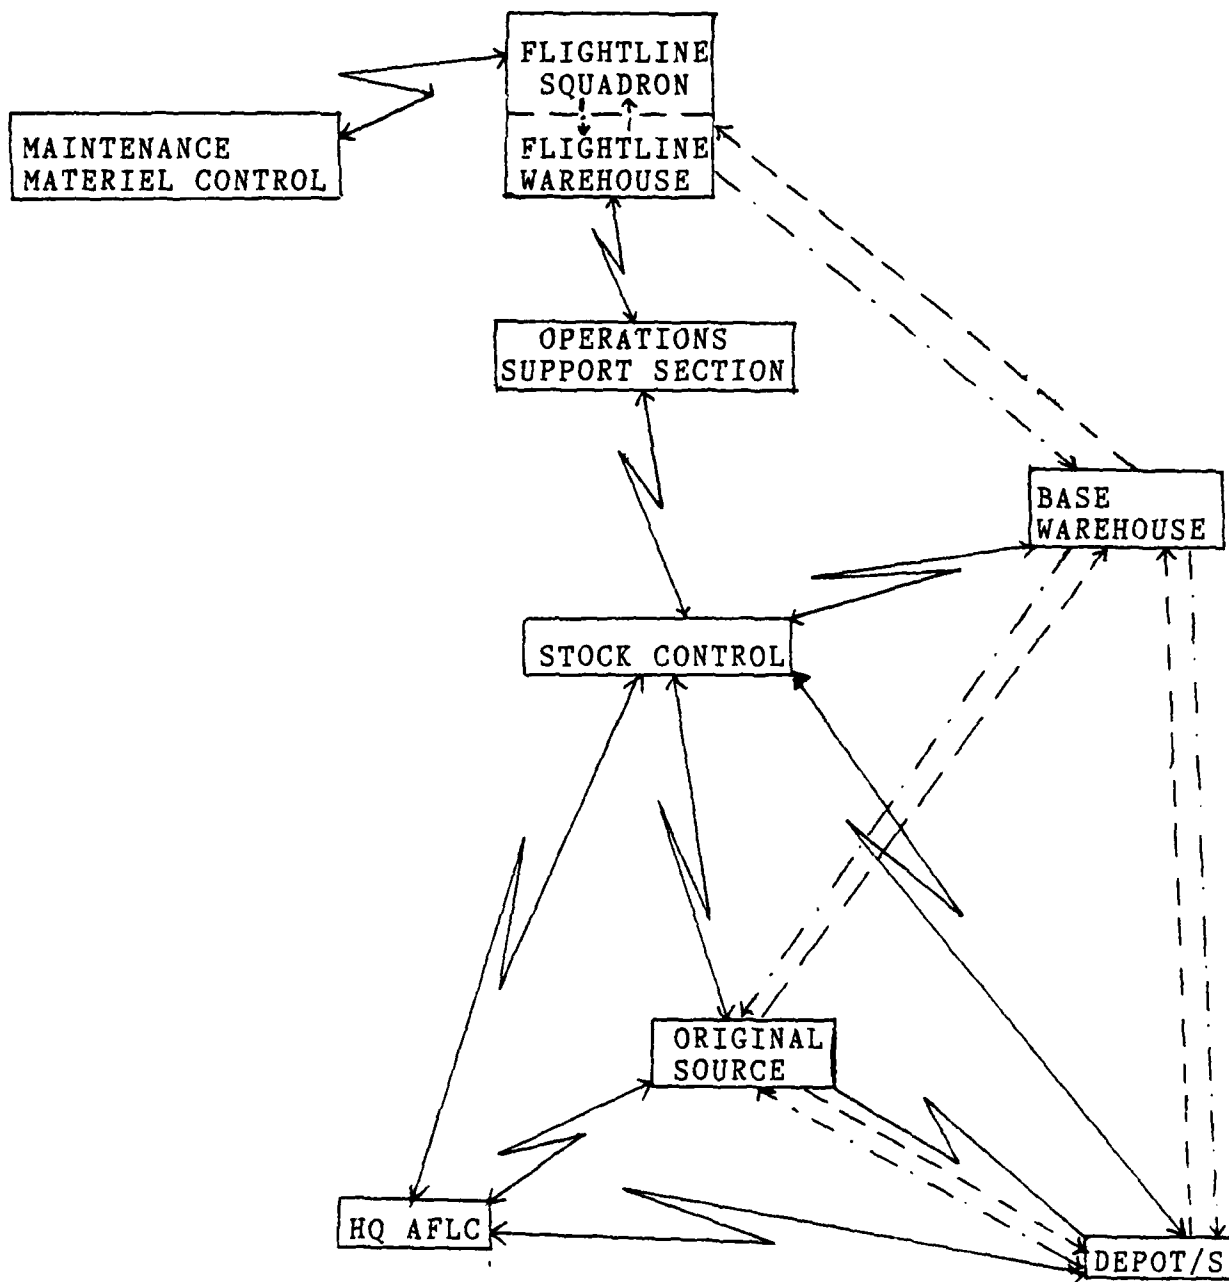 FLIGHTLINE
SQUADRON
FLIGHTLINE
WAREHOUSE
MAINTENANCE
MATERIEL CONTROL
OPERATIONS
SUPPORT SECTION
BASE
WAREHOUSE
STOCK CONTROL
ORIGINAL
SOURCE
HQ AFLC
DEPOT/S